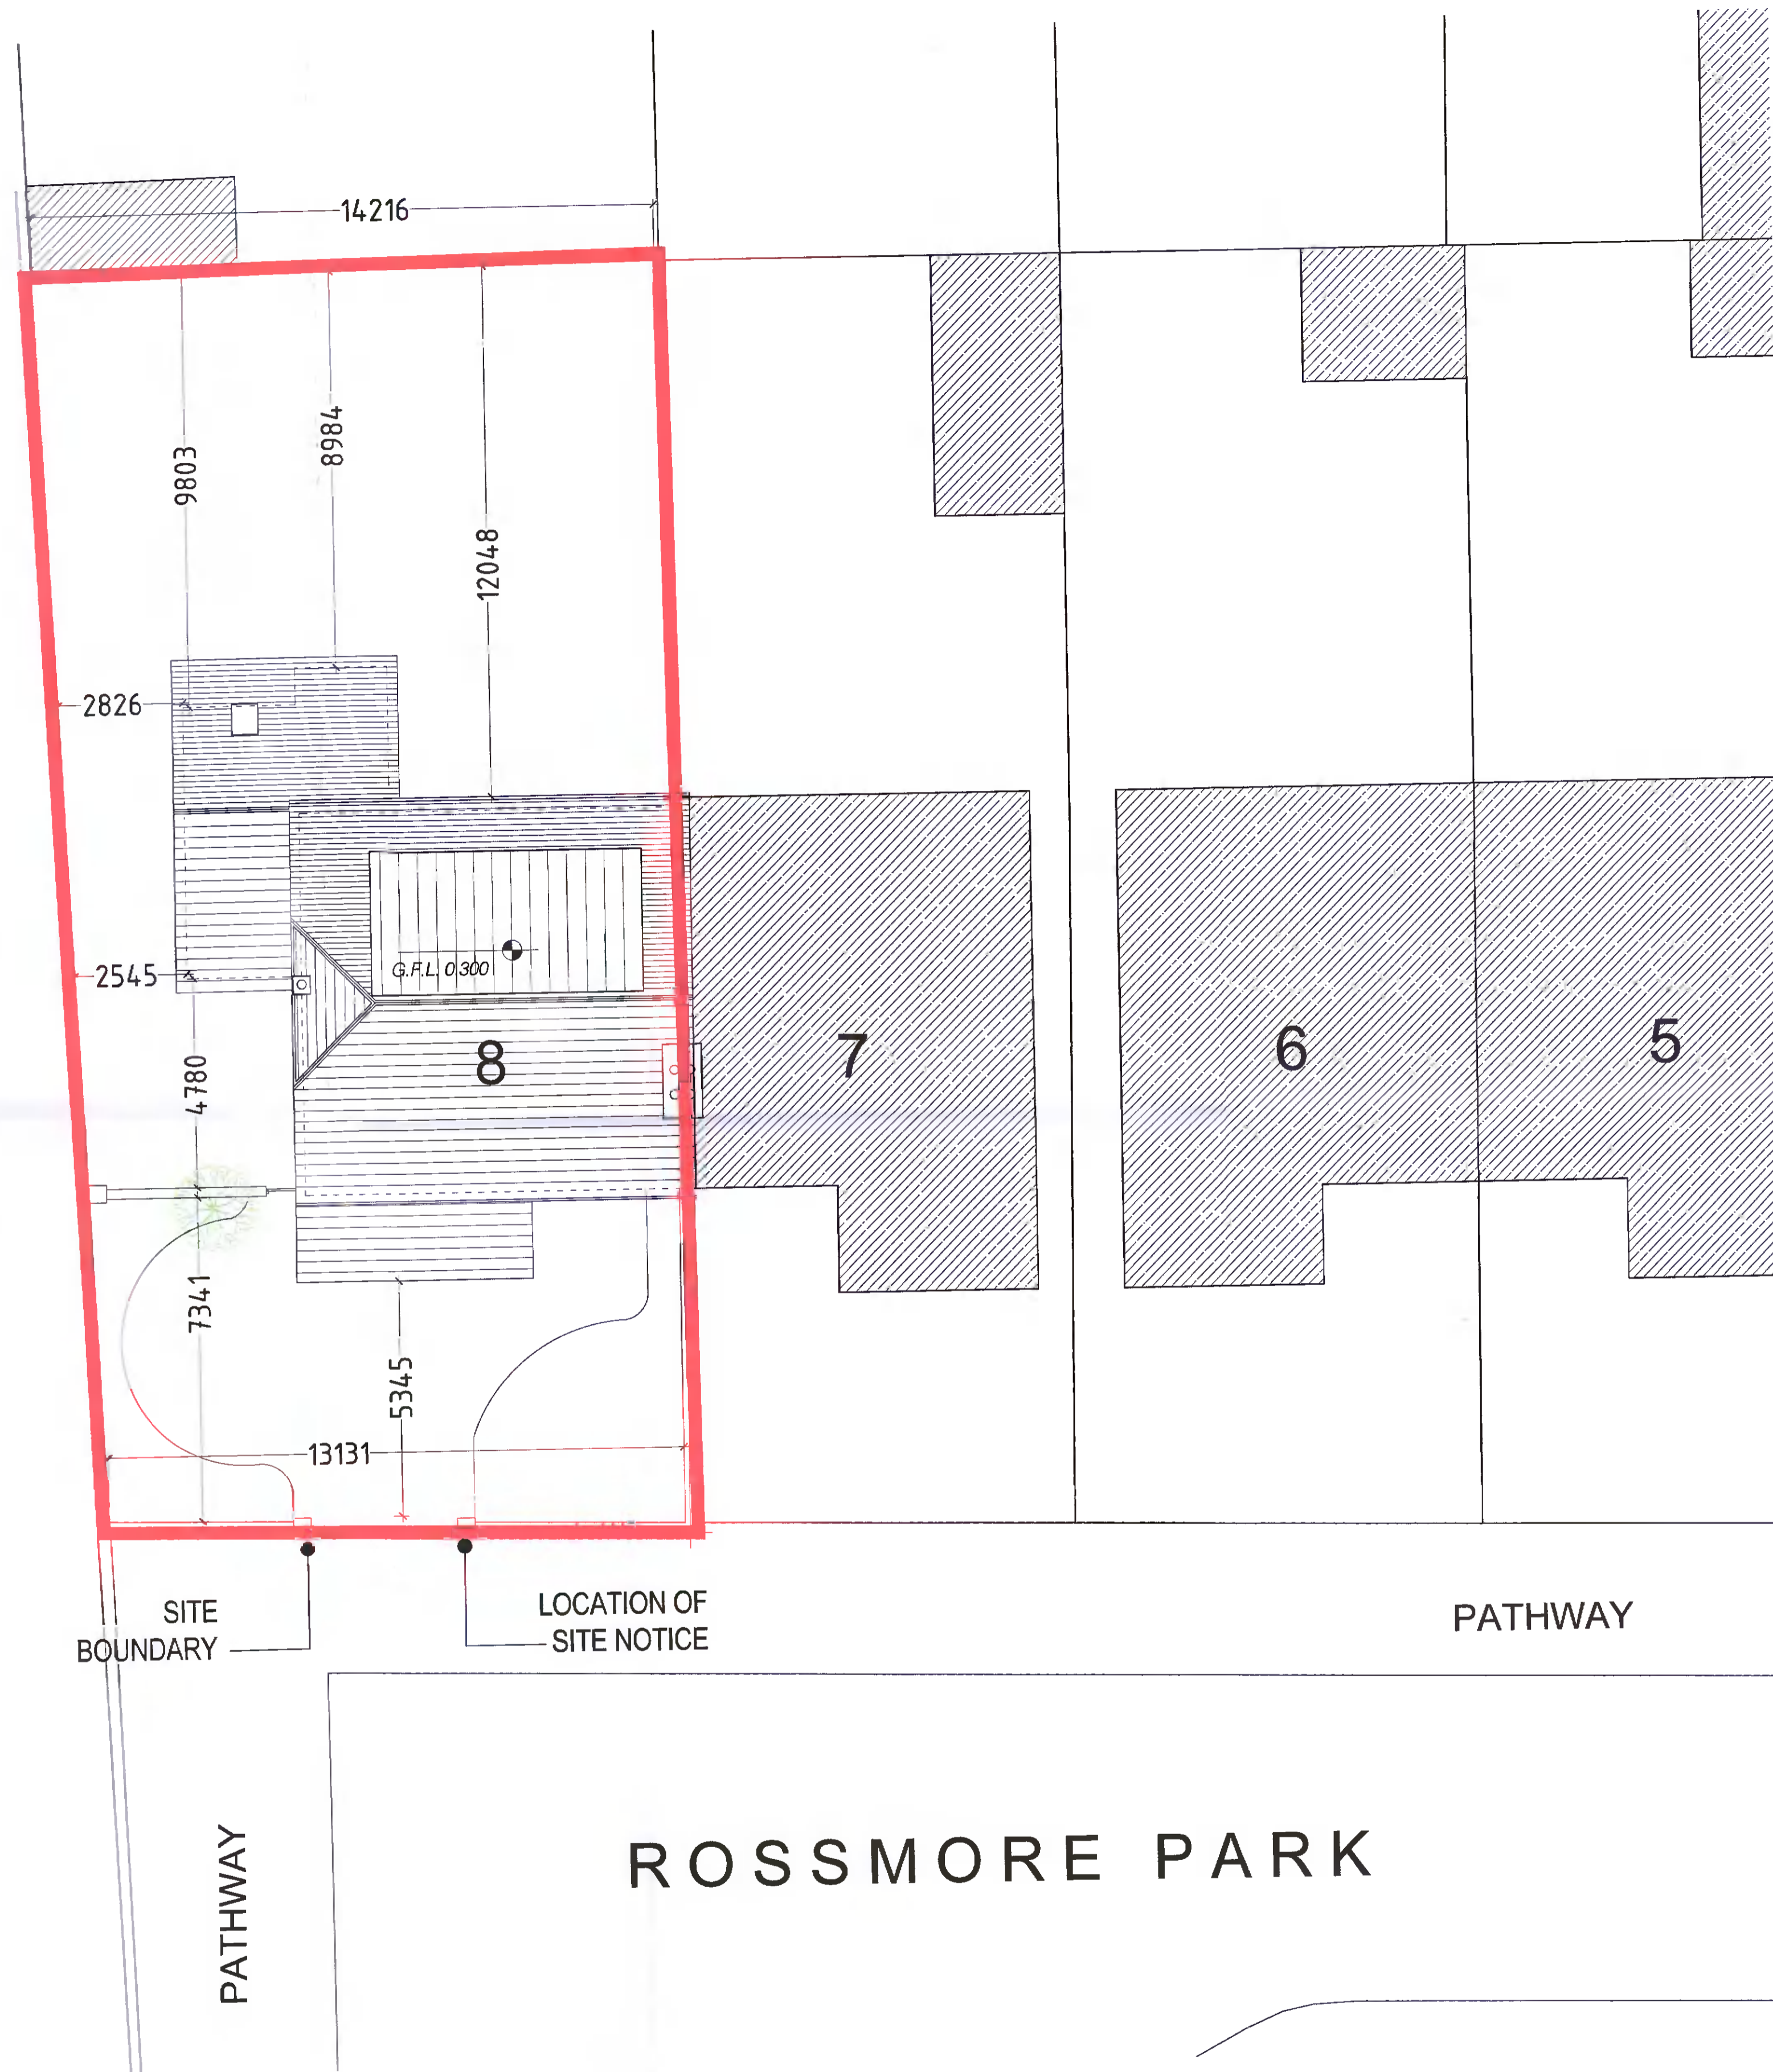 14216
9803
8984
12048
2826
2545
G.F.L. 0.300
4780
8
7
6
5
7341
5345
13131
SITE
BOUNDARY
LOCATION OF
SITE NOTICE
PATHWAY
PATHWAY
ROSSMORE PARK